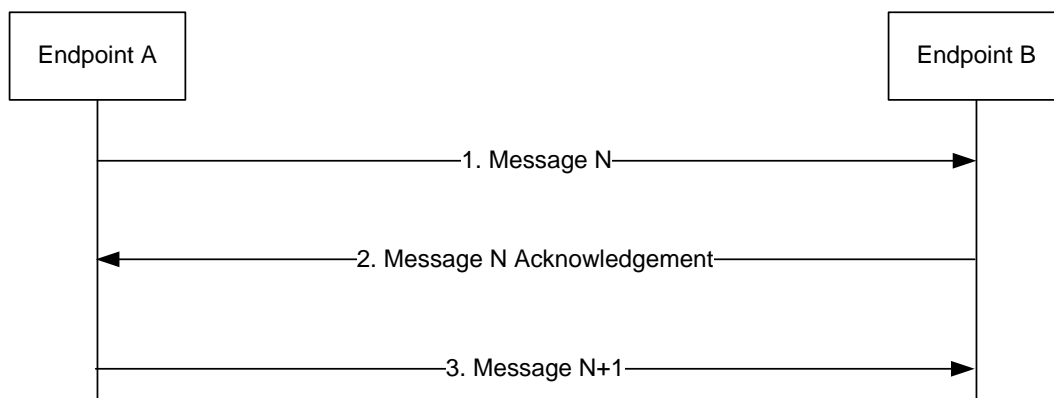 Endpoint A
Endpoint B
1. Message N
2. Message N Acknowledgement
3. Message N+1